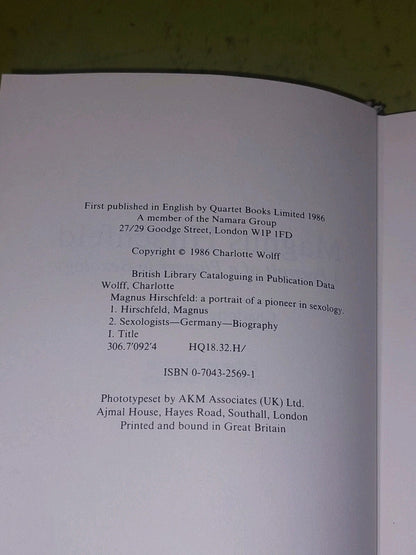 First published in English by Quartet Books Limited 1986
A member of the Namara Group
27/29 Goodge Street, London W1P 1FD
Copyright © 1986 Charlotte Wolff
British Library Cataloguing in Publication Data
Wolff, Charlotte
Magnus Hirschfeld: a portrait of a pioneer in sexology.
1. Hirschfeld, Magnus
2. Sexologists—Germany—Biography
I. Title
306.7'092'4 HQ18.32.H/
ISBN 0-7043-2569-1
Phototypeset by AKM Associates (UK) Ltd.
Ajmal House, Hayes Road, Southall, London
Printed and bound in Great Britain